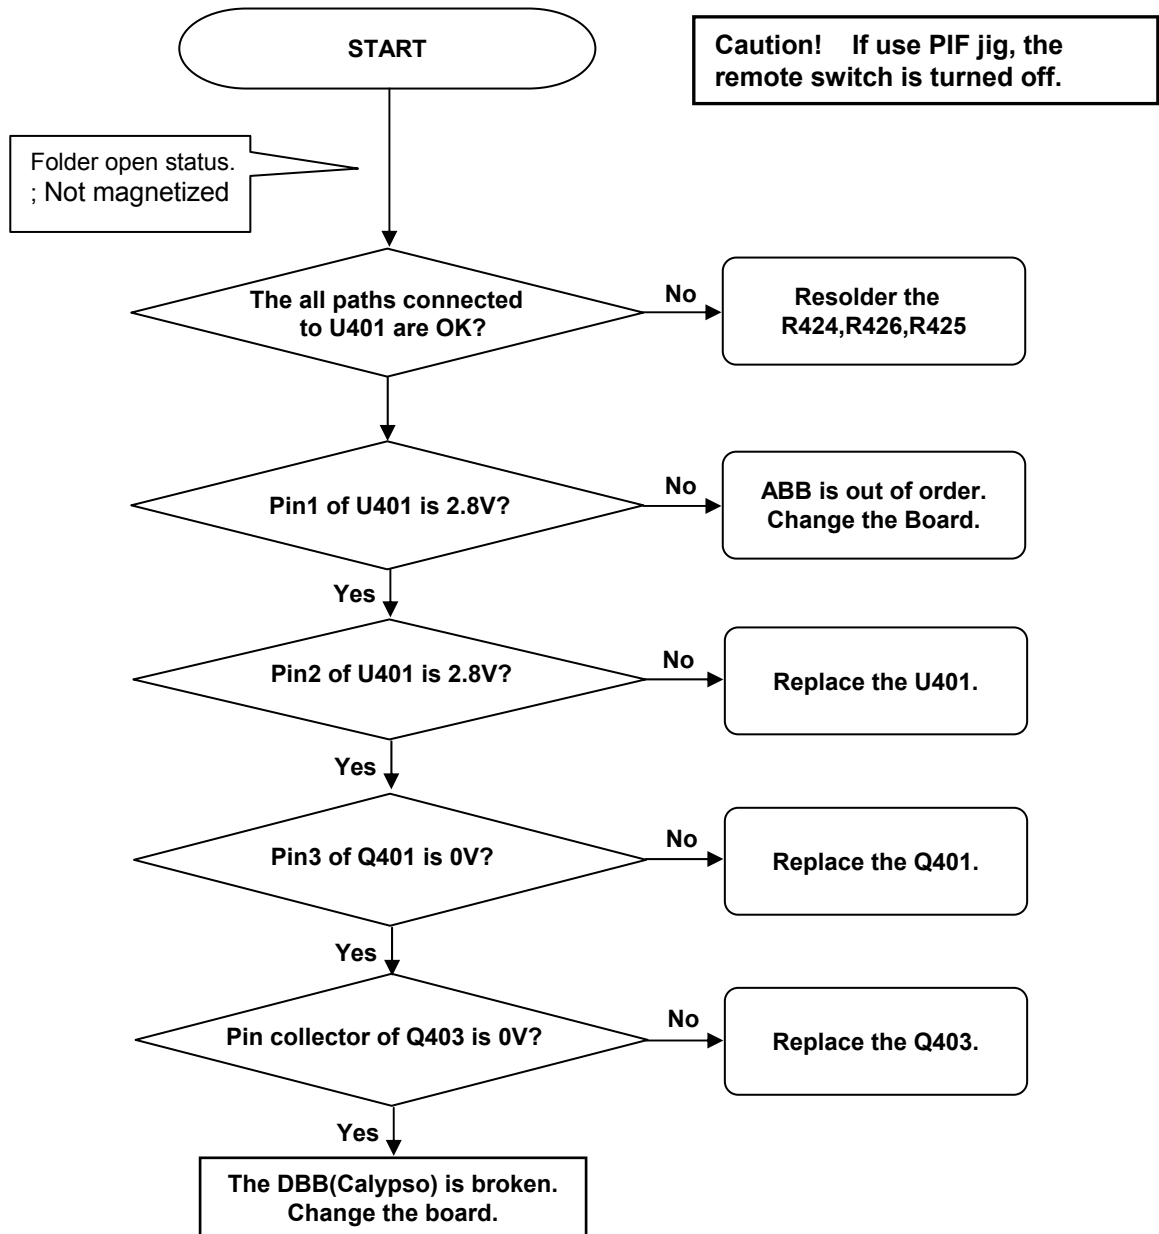 START
Caution! If use PIF jig, the
remote switch is turned off.
Folder open status.
; Not magnetized
The all paths connected
to U401 are OK?
No
Resolder the
R424,R426,R425
Pin1 of U401 is 2.8V?
No
ABB is out of order.
Change the Board.
Yes
Pin2 of U401 is 2.8V?
No
Replace the U401.
Yes
Pin3 of Q401 is 0V?
No
Replace the Q401.
Yes
Pin collector of Q403 is 0V?
No
Replace the Q403.
Yes
The DBB(Calypso) is broken.
Change the board.